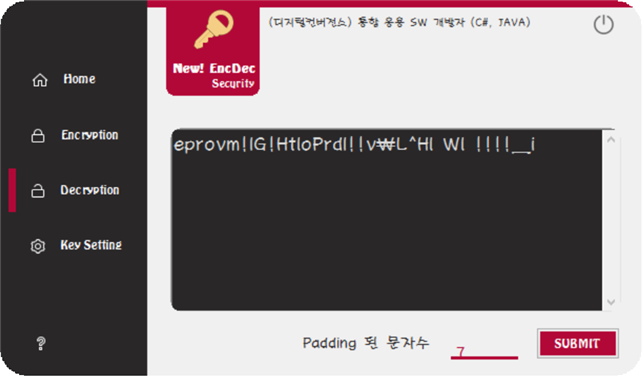 (디지털컨버전스) 통합 응용 SW 개발자 (C#, JAVA)
New! EncDec
Security
Home
Encryption
Decryption
Key Setting
?
eprovm!lG!HtloPrdl!!v₩L^Hl Wl !!!!__i
Padding 된 문자수
7
SUBMIT